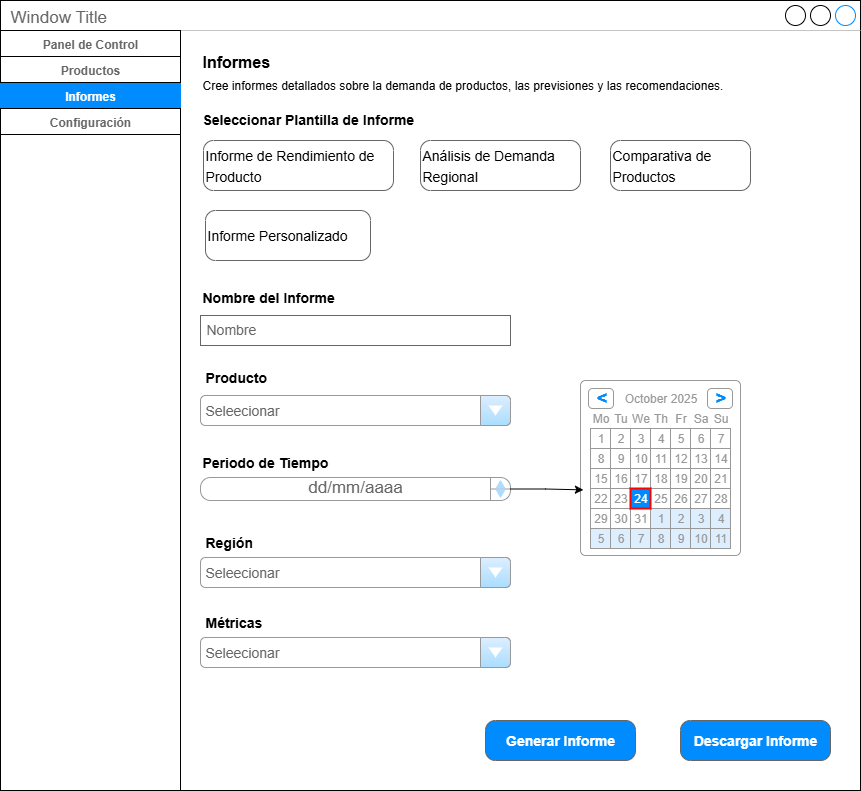 Window Title
Panel de Control
Productos
Informes
Configuración
Informes
Cree informes detallados sobre la demanda de productos, las previsiones y las recomendaciones.
Seleccionar Plantilla de Informe
Informe de Rendimiento de
Producto
Análisis de Demanda
Regional
Comparativa de
Productos
Informe Personalizado
Nombre del Informe
Nombre
Producto
Seleecionar
Periodo de Tiempo
dd/mm/aaaa
Región
Seleecionar
Métricas
Seleecionar
< October 2025 >
Mo Tu We Th Fr Sa Su
1 2 3 4 5 6 7
8 9 10 11 12 13 14
15 16 17 18 19 20 21
22 23 24 25 26 27 28
29 30 31 1 2 3 4
5 6 7 8 9 10 11
Generar Informe
Descargar Informe